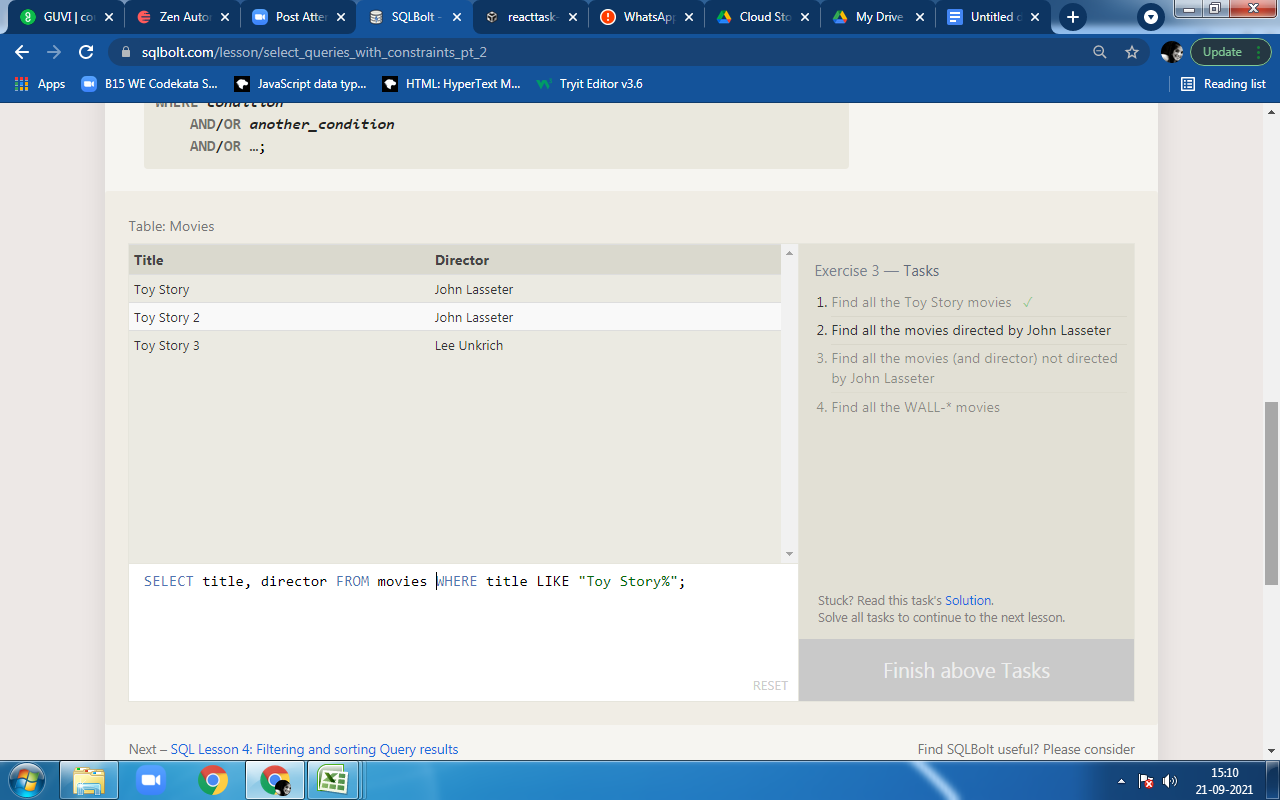 GUVI | co
Zen Auto
Post Atter
SQLBolt -
reacttask-
WhatsApp
Cloud Sto
My Drive
Untitled d
sqlbolt.com/lesson/select_queries_with_constraints_pt_2
Update
Apps
B15 WE Codekata S...
JavaScript data typ...
HTML: HyperText M...
Tryit Editor v3.6
Reading list
WHERE condition
AND/OR another_condition
AND/OR …;
Table: Movies
Title Director
Toy Story John Lasseter
Toy Story 2 John Lasseter
Toy Story 3 Lee Unkrich
Exercise 3 — Tasks
1. Find all the Toy Story movies ✓
2. Find all the movies directed by John Lasseter
3. Find all the movies (and director) not directed
by John Lasseter
4. Find all the WALL-* movies
SELECT title, director FROM movies WHERE title LIKE "Toy Story%";
RESET
Stuck? Read this task's Solution.
Solve all tasks to continue to the next lesson.
Finish above Tasks
Next – SQL Lesson 4: Filtering and sorting Query results
Find SQLBolt useful? Please consider
15:10
21-09-2021